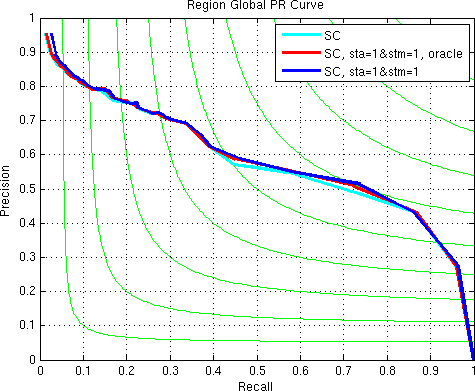 Region Global PR Curve
SC
SC, sta=1&stm=1, oracle
SC, sta=1&stm=1
Precision
1
0.9
0.8
0.7
0.6
0.5
0.4
0.3
0.2
0.1
0
0 0.1 0.2 0.3 0.4 0.5 0.6 0.7 0.8 0.9
Recall